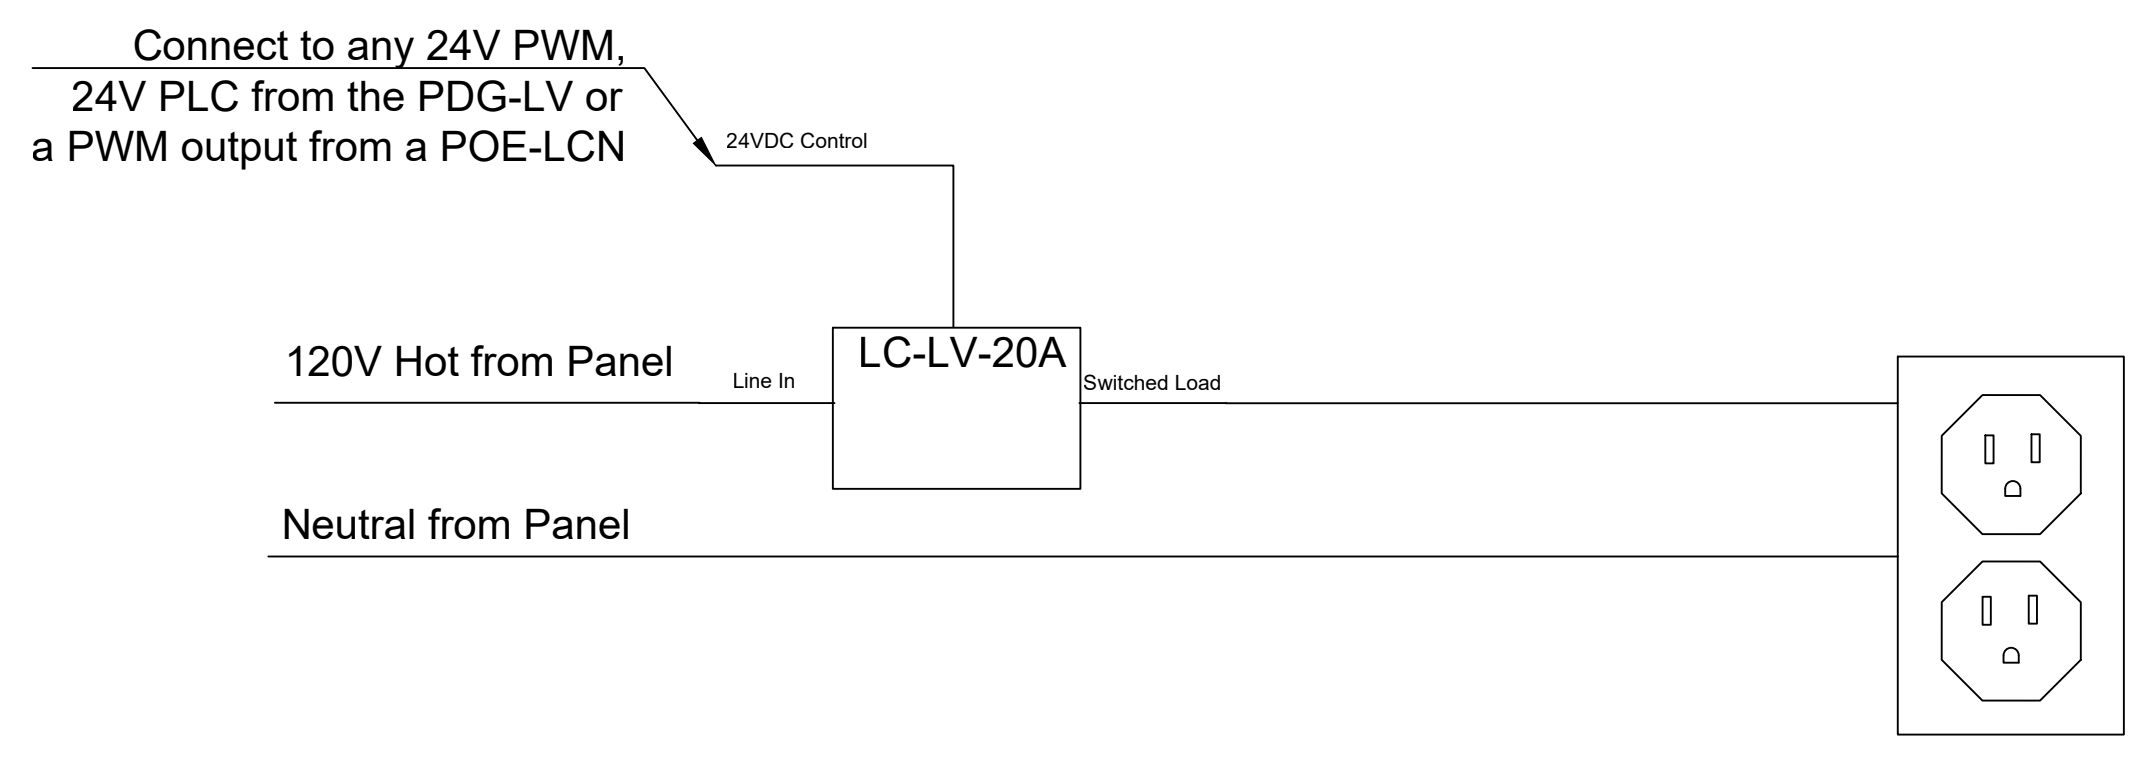 Connect to any 24V PWM,
24V PLC from the PDG-LV or
a PWM output from a POE-LCN
24VDC Control
120V Hot from Panel
Line In
LC-LV-20A
Switched Load
Neutral from Panel